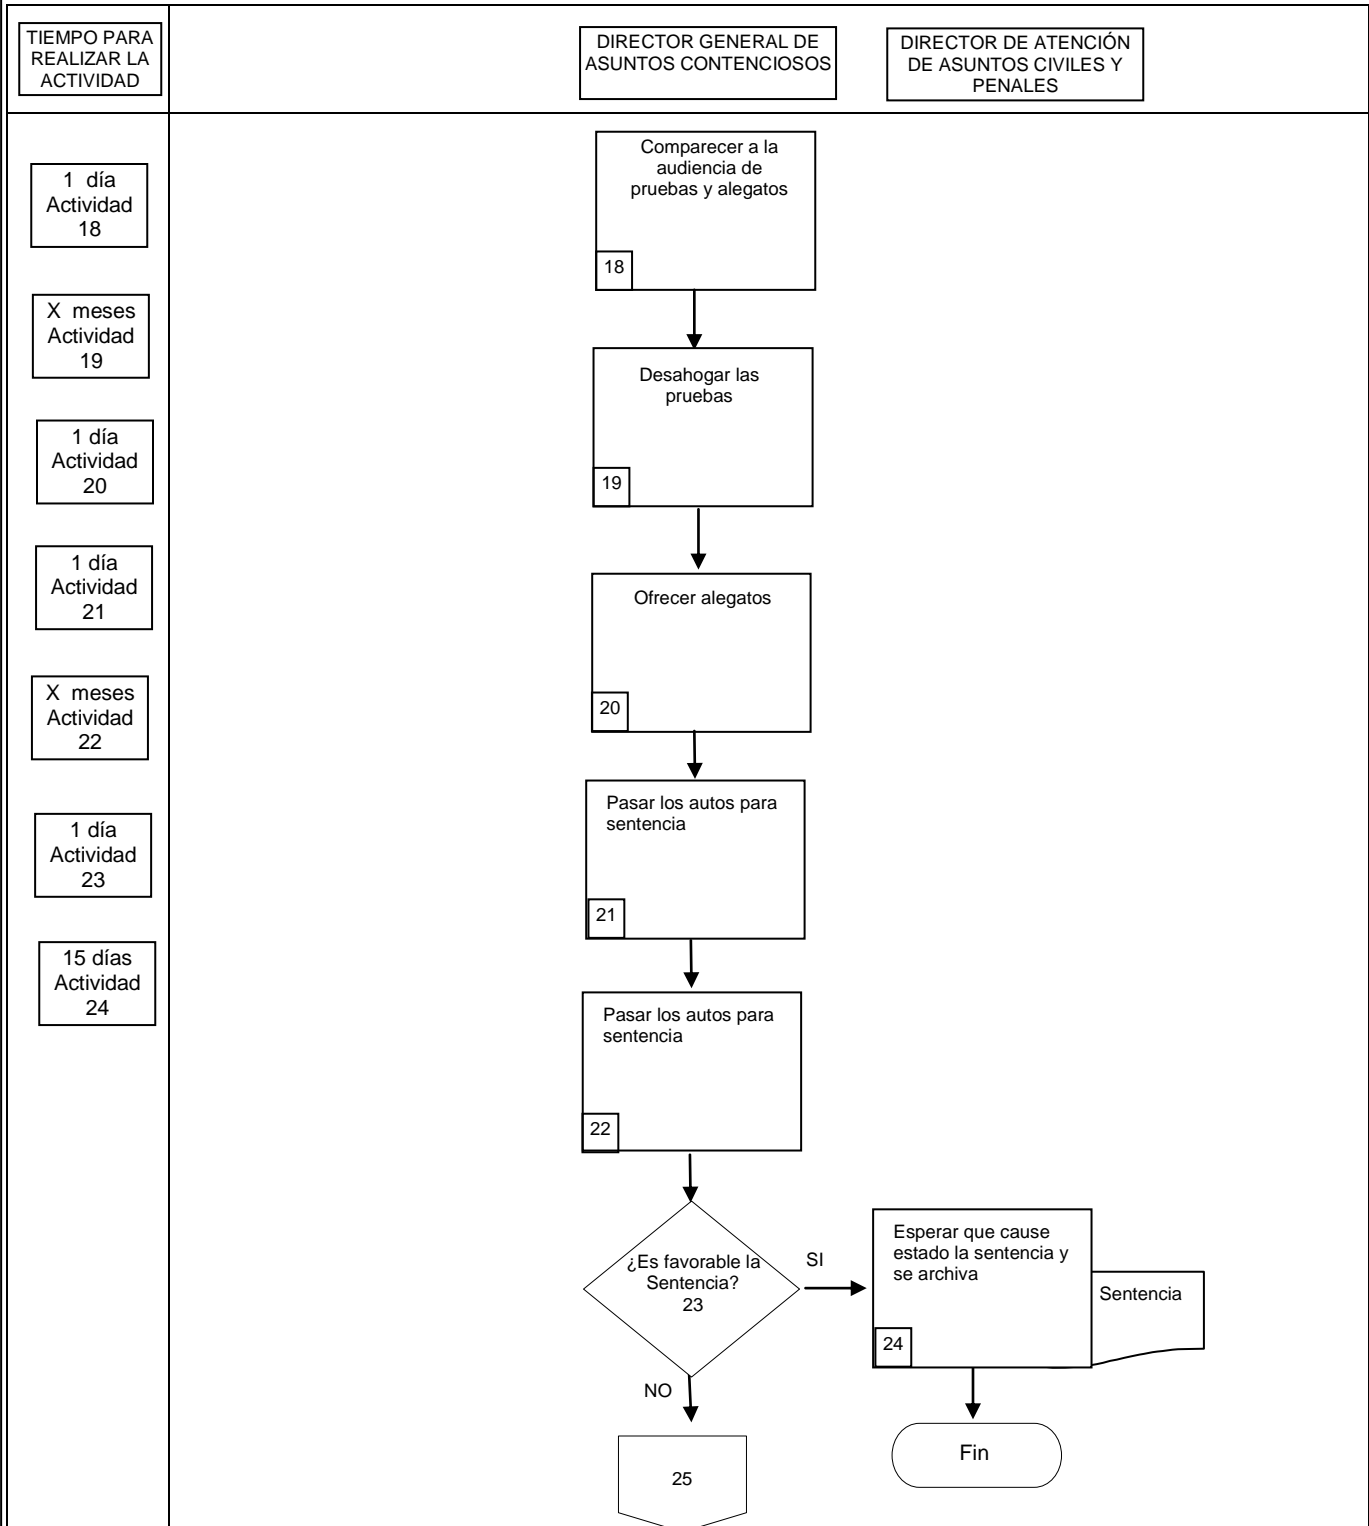 TIEMPO PARA
REALIZAR LA
ACTIVIDAD
DIRECTOR GENERAL DE
ASUNTOS CONTENCIOSOS
DIRECTOR DE ATENCIÓN
DE ASUNTOS CIVILES Y
PENALES
1 día
Actividad
18
X meses
Actividad
19
1 día
Actividad
20
1 día
Actividad
21
X meses
Actividad
22
1 día
Actividad
23
15 días
Actividad
24
Comparecer a la
audiencia de
pruebas y alegatos
18
Desahogar las
pruebas
19
Ofrecer alegatos
20
Pasar los autos para
sentencia
21
Pasar los autos para
sentencia
22
¿Es favorable la
Sentencia?
23
SI
Esperar que cause
estado la sentencia y
se archiva
24
Sentencia
NO
25
Fin